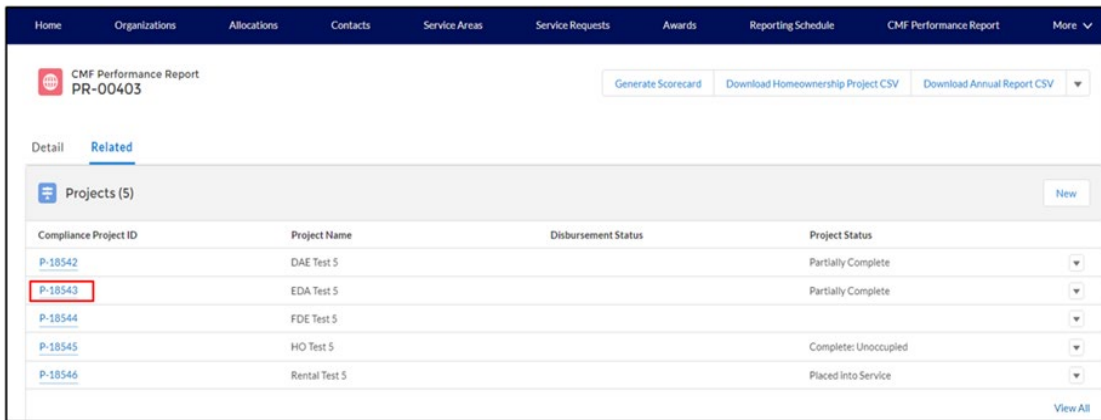 Home Organizations Allocations Contacts Service Areas Service Requests Awards Reporting Schedule CMF Performance Report More
CMF Performance Report
PR-00403
Generate Scorecard Download Homeownership Project CSV Download Annual Report CSV
Detail Related
Projects (5) New
Compliance Project ID Project Name Disbursement Status Project Status
P-18542 DAE Test 5 Partially Complete
P-18543 EDA Test 5 Partially Complete
P-18544 FDE Test 5
P-18545 HO Test 5 Complete: Unoccupied
P-18546 Rental Test 5 Placed into Service
View All